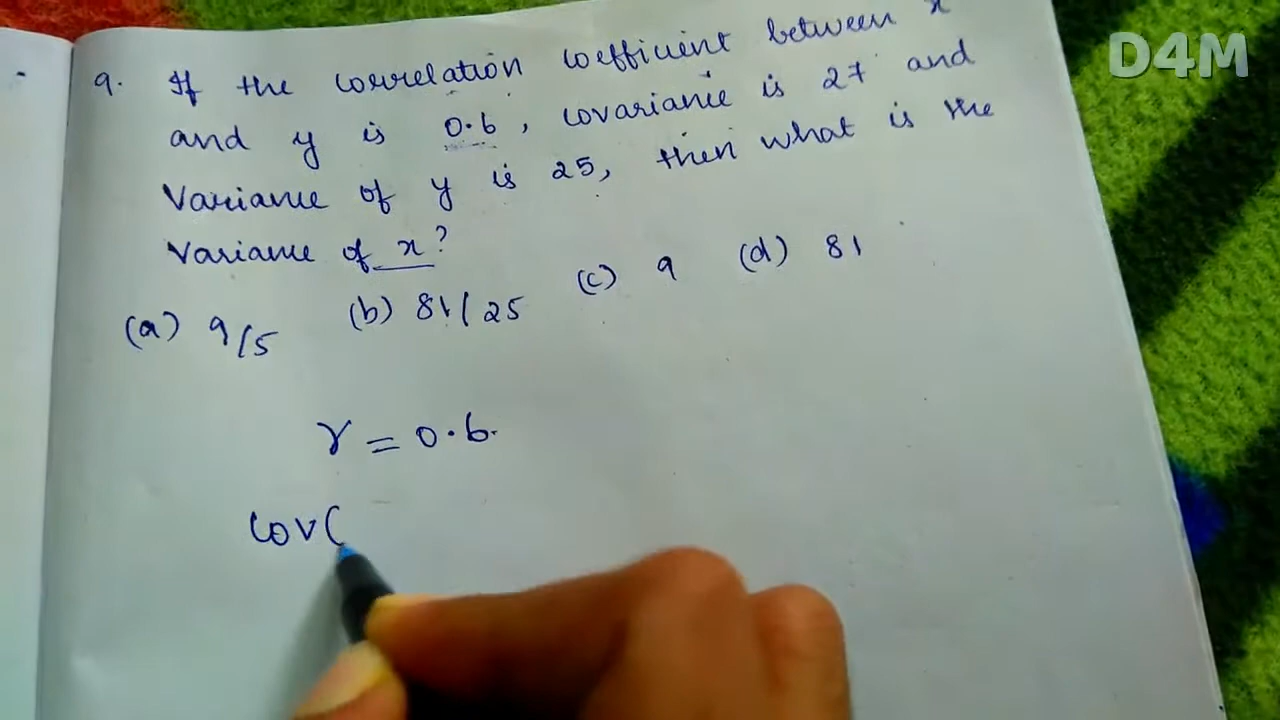 D4M
9. If the correlation coefficient between x
and y is 0.6, covariance is 27 and
Variance of y is 25, then what is the
Variance of x?
(a) 9/5 (b) 81/25 (c) 9 (d) 81
r = 0.6.
Cov(